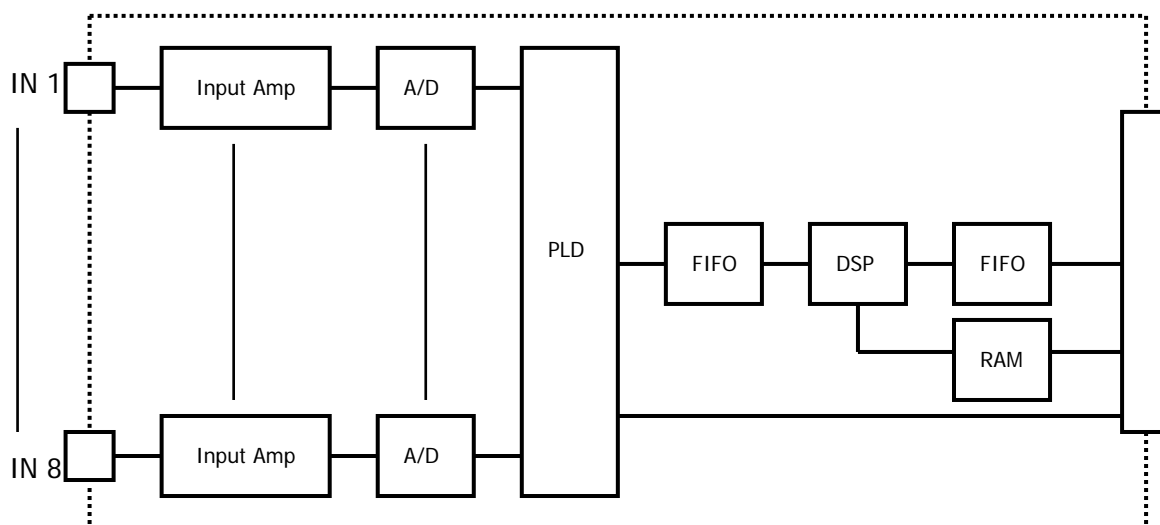 IN 1
Input Amp
A/D
PLD
FIFO
DSP
FIFO
RAM
IN 8
Input Amp
A/D